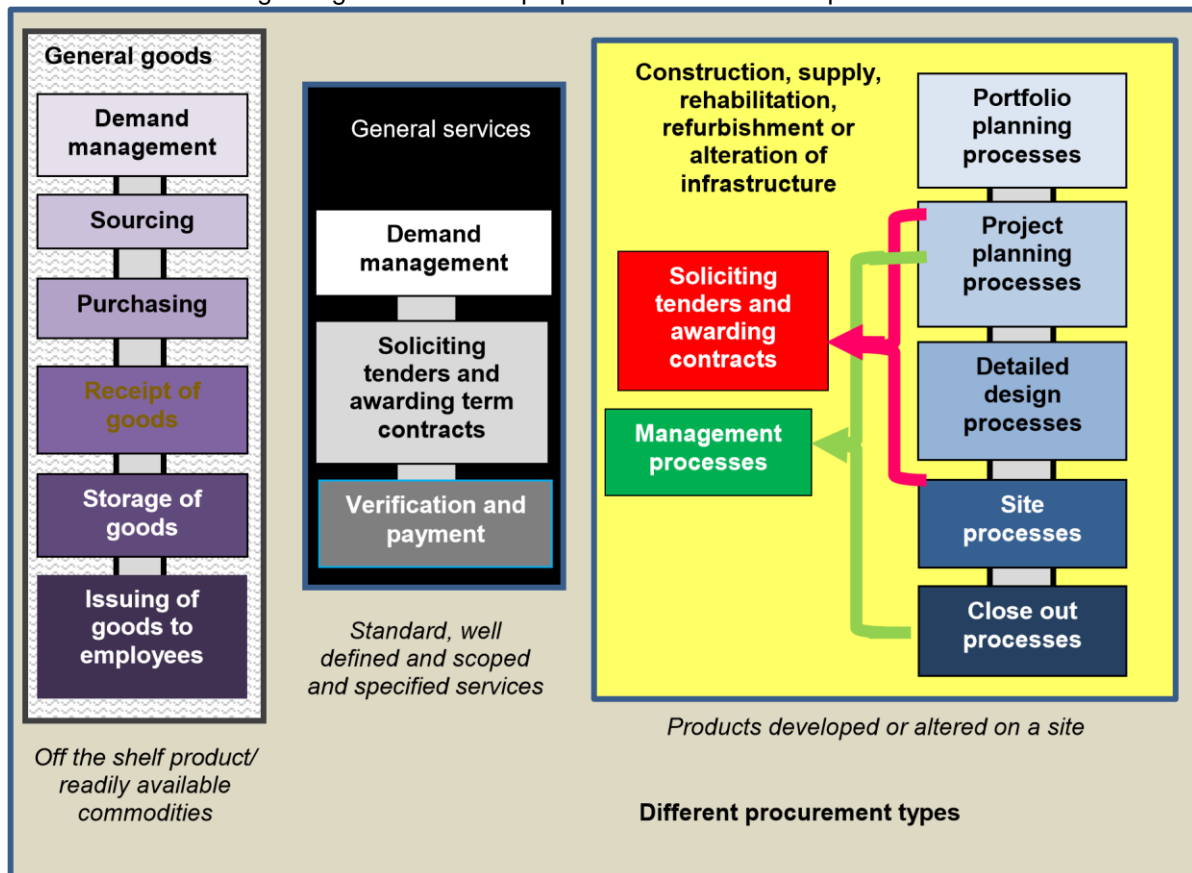 General goods
Demand
management
Sourcing
Purchasing
Receipt of
goods
Storage of
goods
Issuing of
goods to
employees
Off the shelf product/
readily available
commodities
General services
Demand
management
Soliciting
tenders and
awarding term
contracts
Verification and
payment
Standard, well
defined and scoped
and specified services
Construction, supply,
rehabilitation,
refurbishment or
alteration of
infrastructure
Soliciting
tenders and
awarding
contracts
Management
processes
Portfolio
planning
processes
Project
planning
processes
Detailed
design
processes
Site
processes
Close out
processes
Products developed or altered on a site
Different procurement types